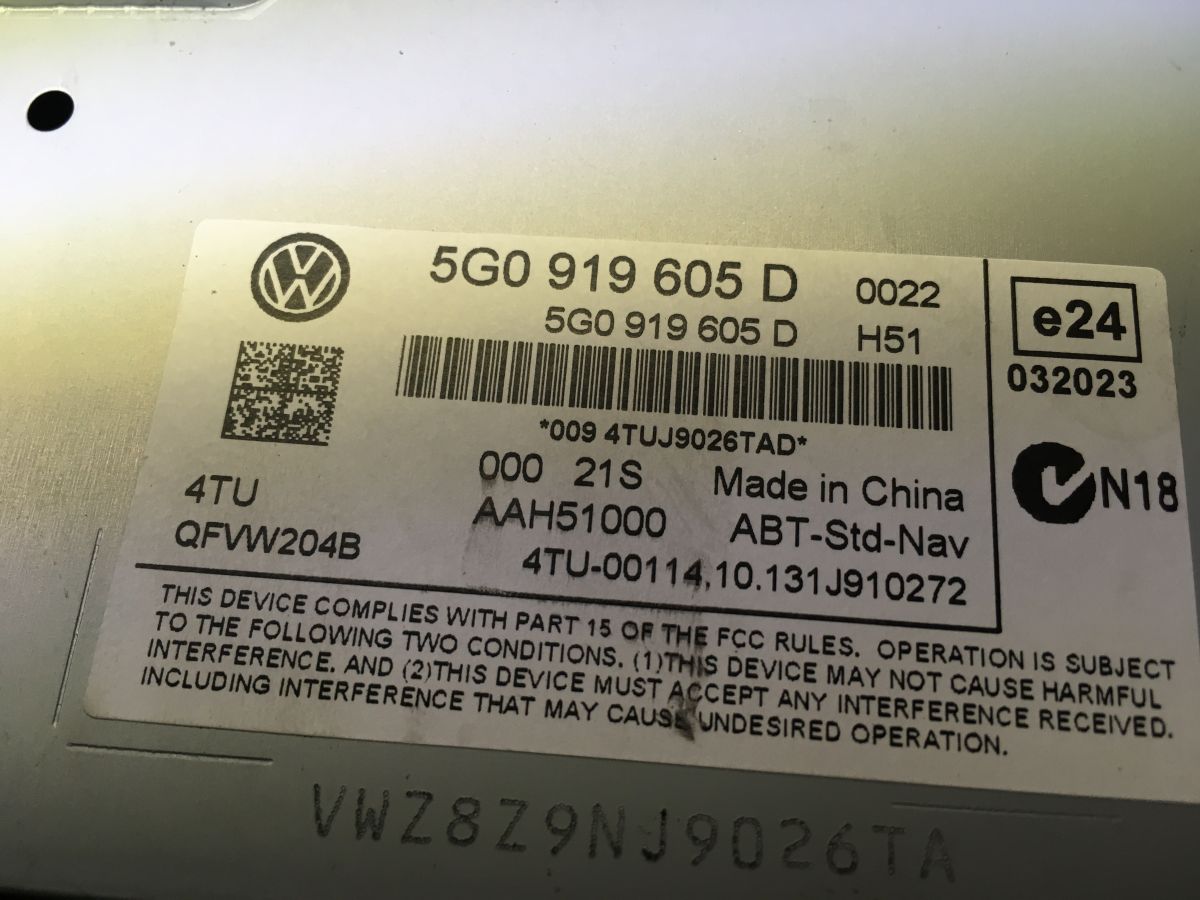 5G0 919 605 D 0022
5G0 919 605 D H51
*009 4TUJ9026TAD*
000 21S Made in China
4TU AAH51000 ABT-Std-Nav
QFVW204B 4TU-00114.10.131J910272
e24
032023
N18
THIS DEVICE COMPLIES WITH PART 15 OF THE FCC RULES. OPERATION IS SUBJECT
TO THE FOLLOWING TWO CONDITIONS. (1)THIS DEVICE MAY NOT CAUSE HARMFUL
INTERFERENCE. AND (2)THIS DEVICE MUST ACCEPT ANY INTERFERENCE RECEIVED.
INCLUDING INTERFERENCE THAT MAY CAUSE UNDESIRED OPERATION.
VWZ8Z9NJ9026TA